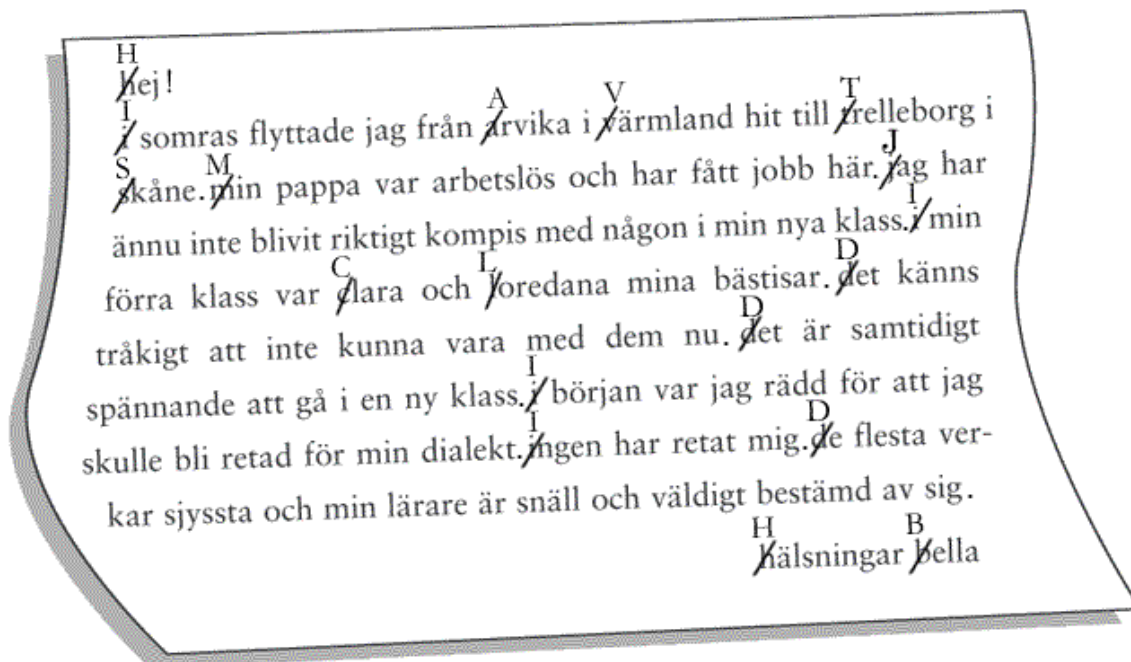 Hej!
I somras flyttade jag från Arvika i Värmland hit till Trelleborg i
Skåne. Min pappa var arbetslös och har fått jobb här. Jag har
ännu inte blivit riktigt kompis med någon i min nya klass. I min
förra klass var Clara och Loredana mina bästisar. Det känns
tråkigt att inte kunna vara med dem nu. Det är samtidigt
spännande att gå i en ny klass. I början var jag rädd för att jag
skulle bli retad för min dialekt. Ingen har retat mig. De flesta ver-
kar sjyssta och min lärare är snäll och väldigt bestämd av sig.
Hälsningar Bella